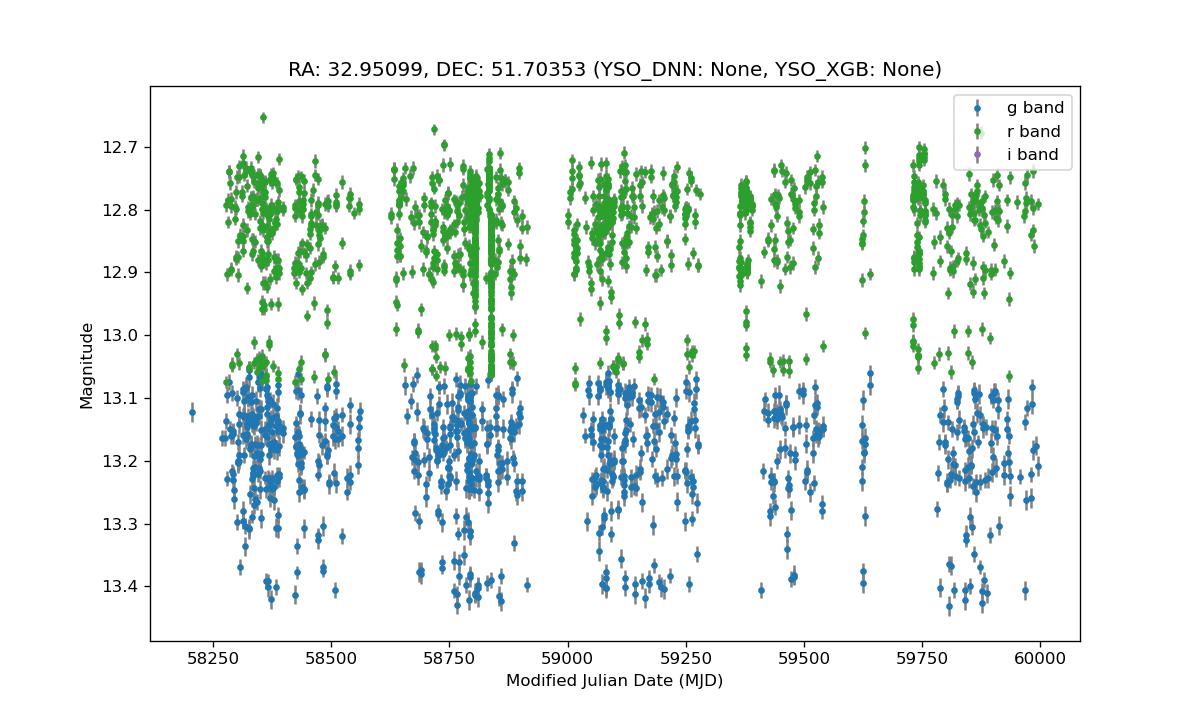 RA: 32.95099, DEC: 51.70353 (YSO_DNN: None, YSO_XGB: None)
g band
r band
i band
12.7
12.8
12.9
13.0
13.1
13.2
13.3
13.4
Magnitude
58250 58500 58750 59000 59250 59500 59750 60000
Modified Julian Date (MJD)